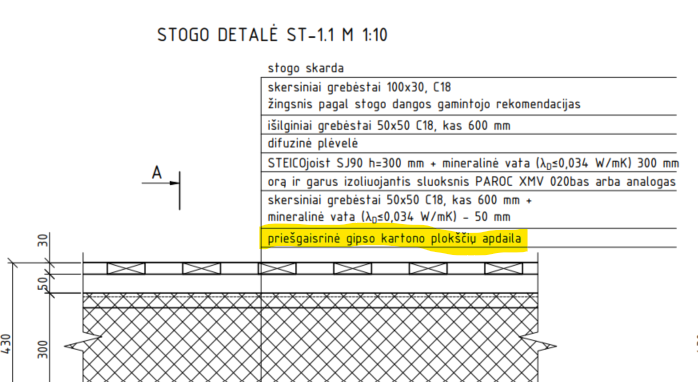 STOGO DETALĖ ST-1.1 M 1:10
stogo skarda
skersiniai grebėstai 100x30, C18
žingsnis pagal stogo dangos gamintojo rekomendacijas
išilginiai grebėstai 50x50 C18, kas 600 mm
difuzinė plėvelė
STEICOjoist SJ90 h=300 mm + mineralinė vata (λD≤0,034 W/mK) 300 mm
orą ir garus izoliuojantis sluoksnis PAROC XMV 020bas arba analogas
skersiniai grebėstai 50x50 C18, kas 600 mm +
mineralinė vata (λD≤0,034 W/mK) - 50 mm
priešgaisrinė gipso kartono plokščių apdaila
A
30
50
430
300